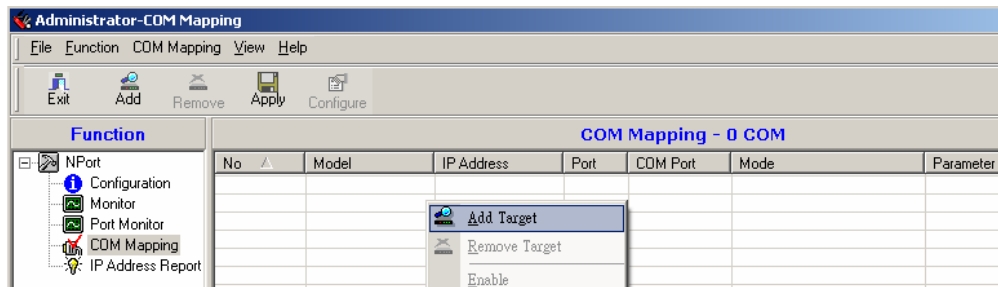 Administrator-COM Mapping
File Function COM Mapping View Help
Exit Add Remove Apply Configure
Function
COM Mapping - 0 COM
NPort
Configuration
Monitor
Port Monitor
COM Mapping
IP Address Report
No Model IP Address Port COM Port Mode Parameter
Add Target
Remove Target
Enable